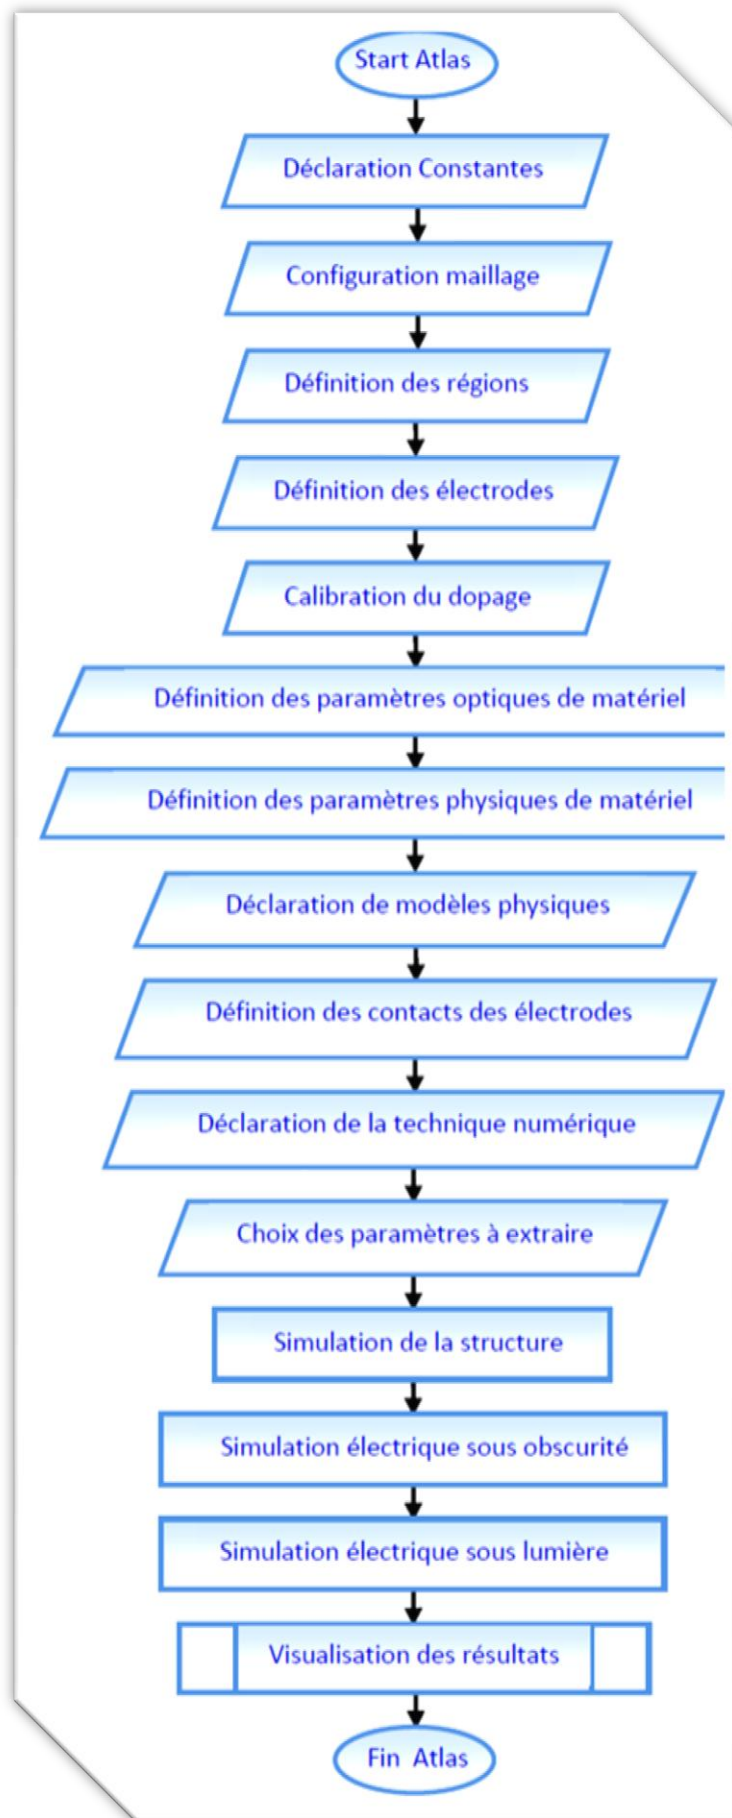 Start Atlas
Déclaration Constantes
Configuration maillage
Définition des régions
Définition des électrodes
Calibration du dopage
Définition des paramètres optiques de matériel
Définition des paramètres physiques de matériel
Déclaration de modèles physiques
Définition des contacts des électrodes
Déclaration de la technique numérique
Choix des paramètres à extraire
Simulation de la structure
Simulation électrique sous obscurité
Simulation électrique sous lumière
Visualisation des résultats
Fin Atlas